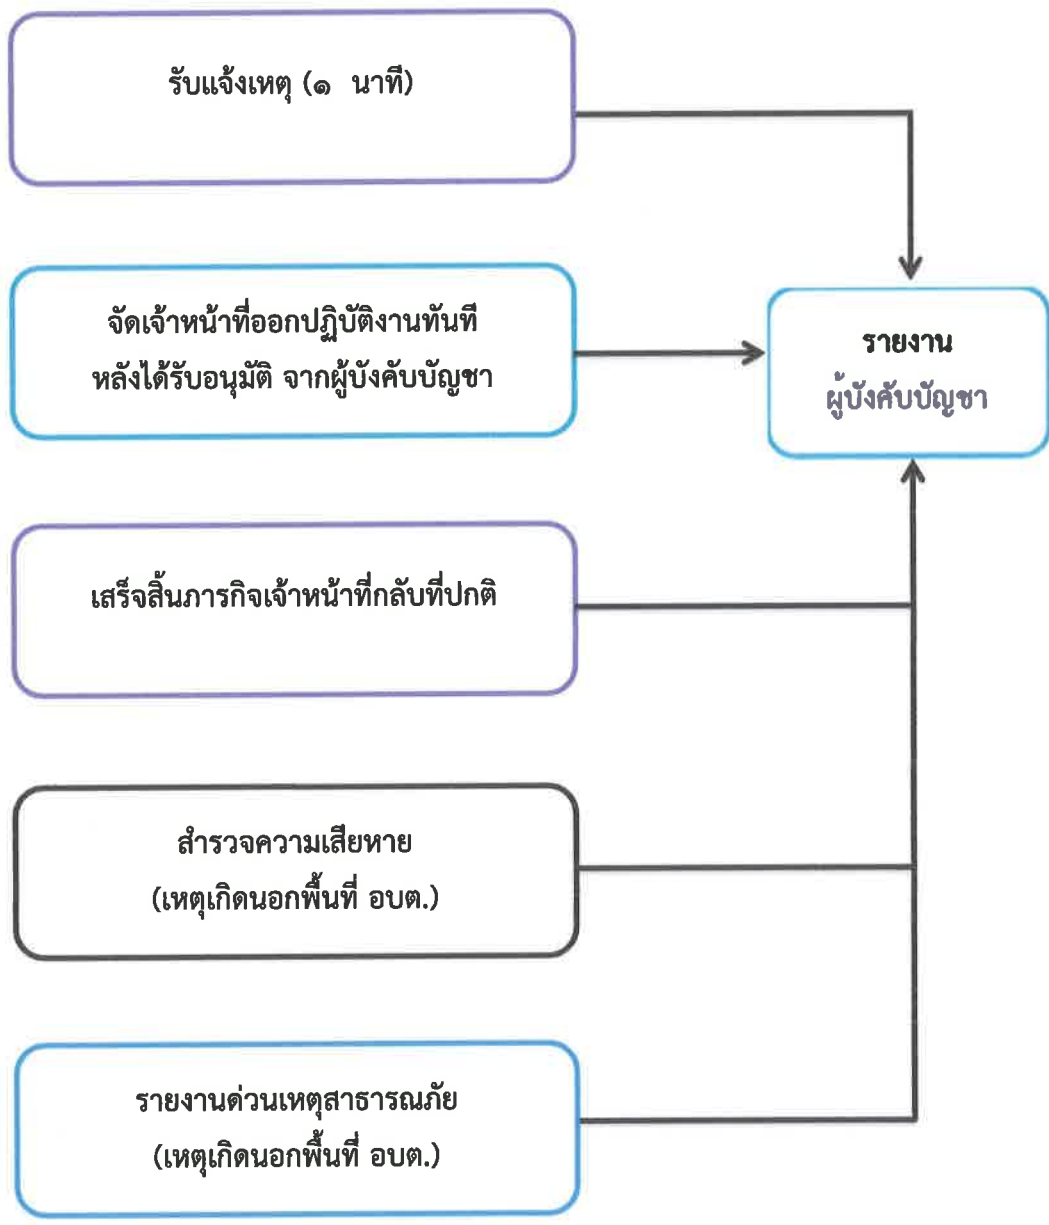 รับแจ้งเหตุ (๑ นาที)
จัดเจ้าหน้าที่ออกปฏิบัติงานทันที
หลังได้รับอนุมัติ จากผู้บังคับบัญชา
รายงาน
ผู้บังคับบัญชา
เสร็จสิ้นภารกิจเจ้าหน้าที่กลับที่ปกติ
สำรวจความเสียหาย
(เหตุเกิดนอกพื้นที่ อบต.)
รายงานด่วนเหตุสาธารณภัย
(เหตุเกิดนอกพื้นที่ อบต.)